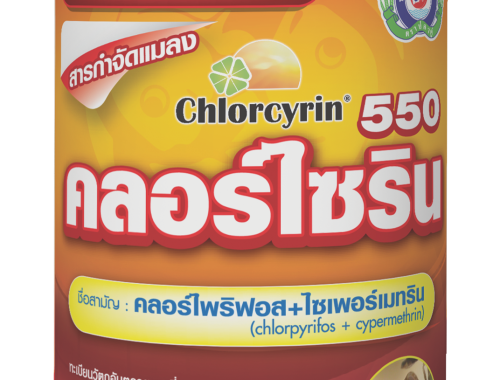 สารกำจัดแมลง
Chlorcyrin® 550
คลอร์ไซริน
ชื่อสามัญ : คลอร์ไพริฟอส+ไซเพอร์เมทริน
(chlorpyrifos + cypermethrin)